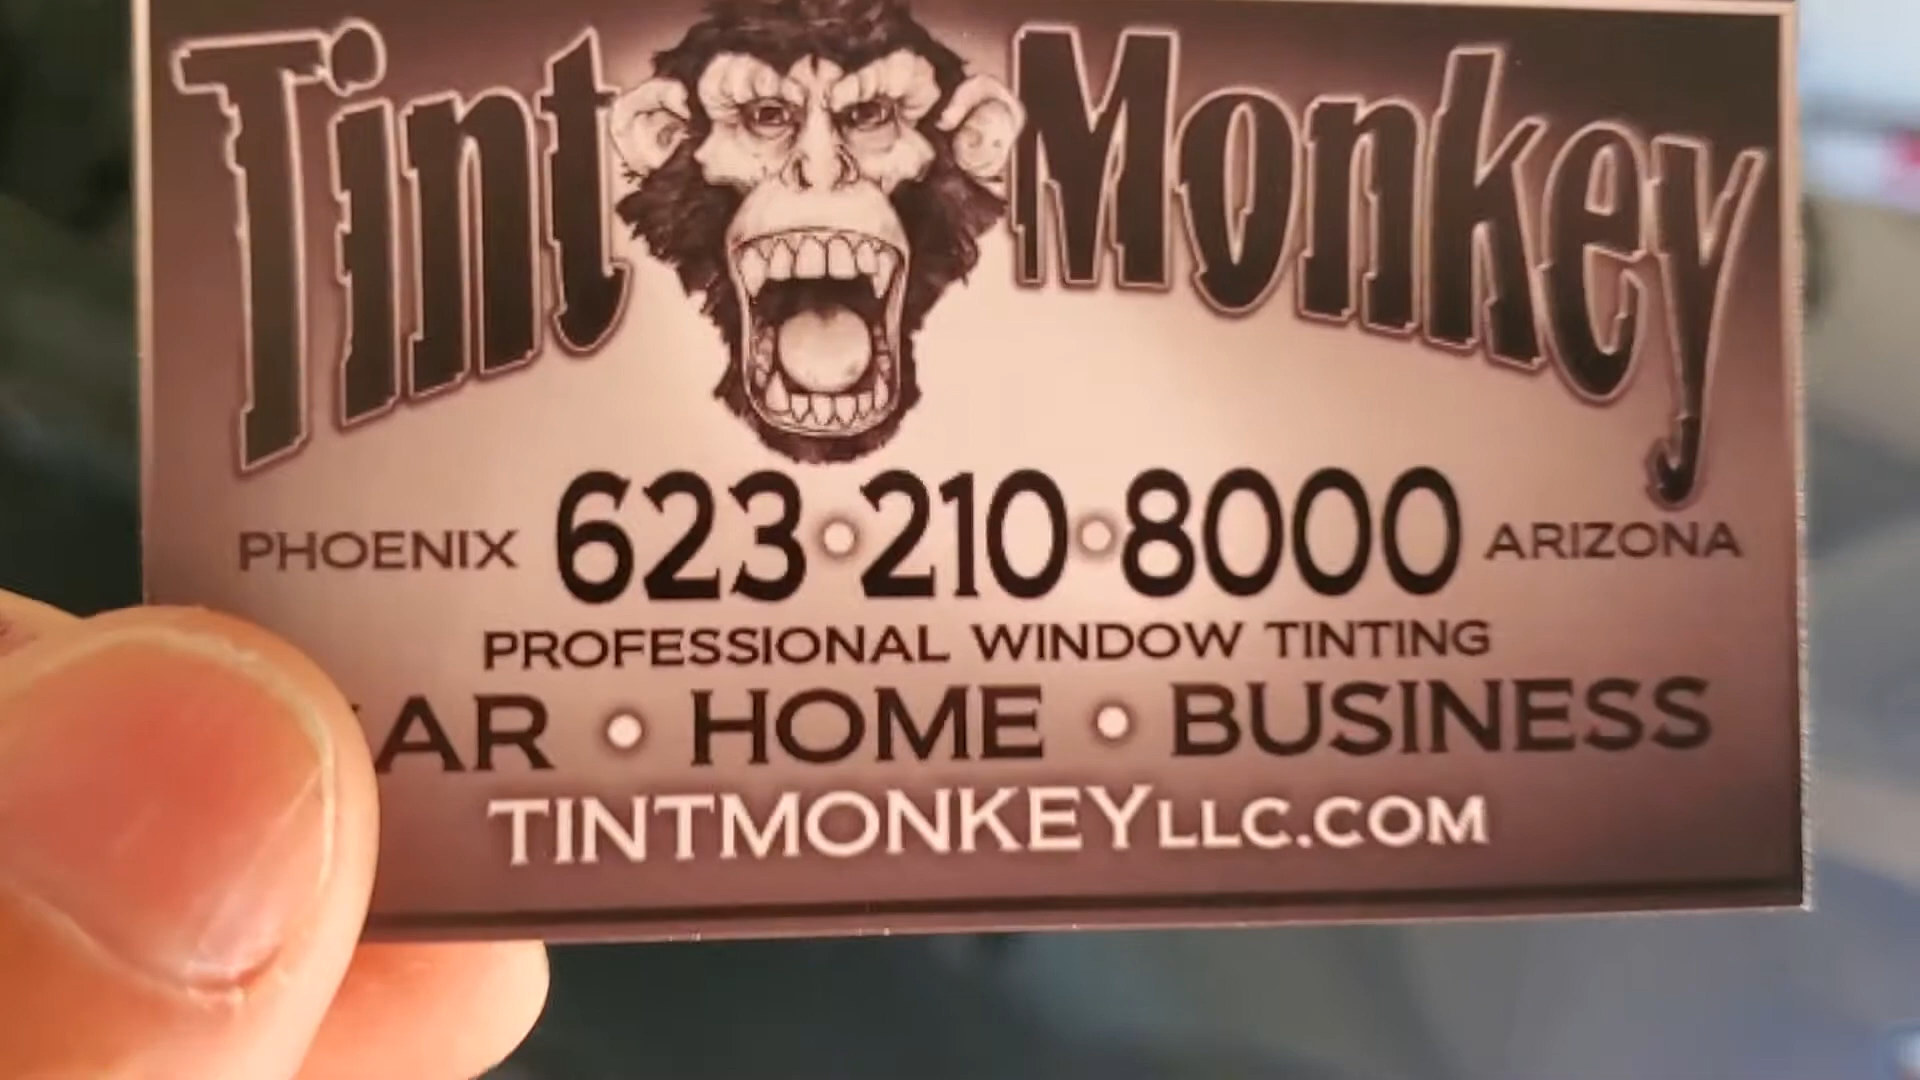 Tint Monkey
PHOENIX 623•210•8000 ARIZONA
PROFESSIONAL WINDOW TINTING
AR • HOME • BUSINESS
TINTMONKEYLLC.COM